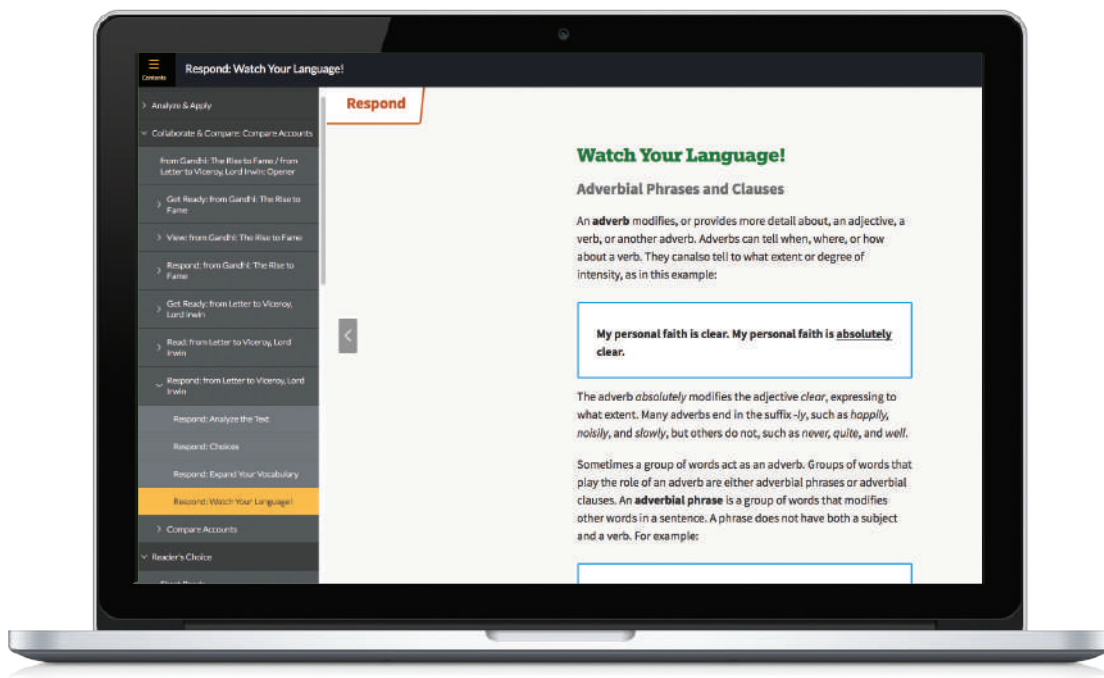 Contents
Respond: Watch Your Language!
Analyze & Apply
Collaborate & Compare: Compare Accounts
from Gandhi: The Rise to Fame / from
Letter to Viceroy, Lord Irwin: Opener
Get Ready: from Gandhi: The Rise to
Fame
View: from Gandhi: The Rise to Fame
Respond: from Gandhi: The Rise to
Fame
Get Ready: from Letter to Viceroy,
Lord Irwin
Read: from Letter to Viceroy, Lord
Irwin
Respond: from Letter to Viceroy, Lord
Irwin
Respond: Analyze the Text
Respond: Choices
Respond: Expand Your Vocabulary
Respond: Watch Your Language!
Compare Accounts
Reader's Choice
Respond
Watch Your Language!
Adverbial Phrases and Clauses
An adverb modifies, or provides more detail about, an adjective, a
verb, or another adverb. Adverbs can tell when, where, or how
about a verb. They canalso tell to what extent or degree of
intensity, as in this example:
My personal faith is clear. My personal faith is absolutely
clear.
The adverb absolutely modifies the adjective clear, expressing to
what extent. Many adverbs end in the suffix -ly, such as happily,
noisily, and slowly, but others do not, such as never, quite, and well.
Sometimes a group of words act as an adverb. Groups of words that
play the role of an adverb are either adverbial phrases or adverbial
clauses. An adverbial phrase is a group of words that modifies
other words in a sentence. A phrase does not have both a subject
and a verb. For example: